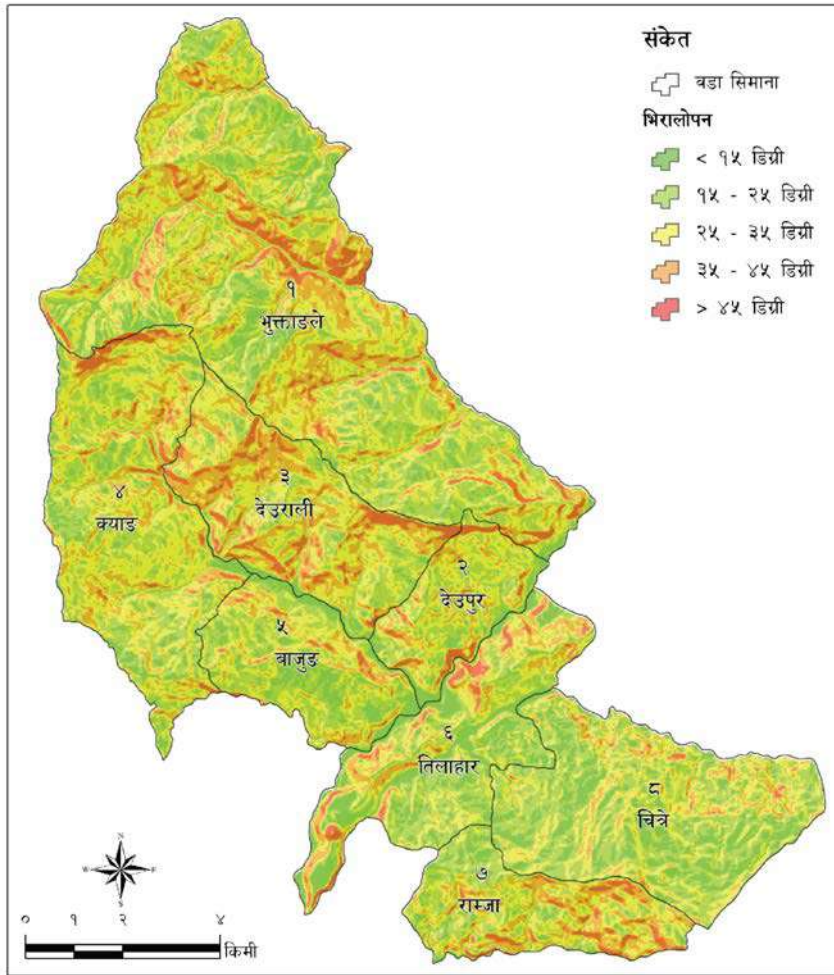 संकेत
वडा सिमाना
भिरालोपन
< १५ डिग्री
१५ - २५ डिग्री
२५ - ३५ डिग्री
३५ - ४५ डिग्री
> ४५ डिग्री
१
भुक्ताङले
३
देउराली
४
क्याङ
२
देउपुर
५
बाजुङ
६
तिलाहार
८
चित्रे
७
राम्जा
N
W E
S
० १ २ ४
किमी